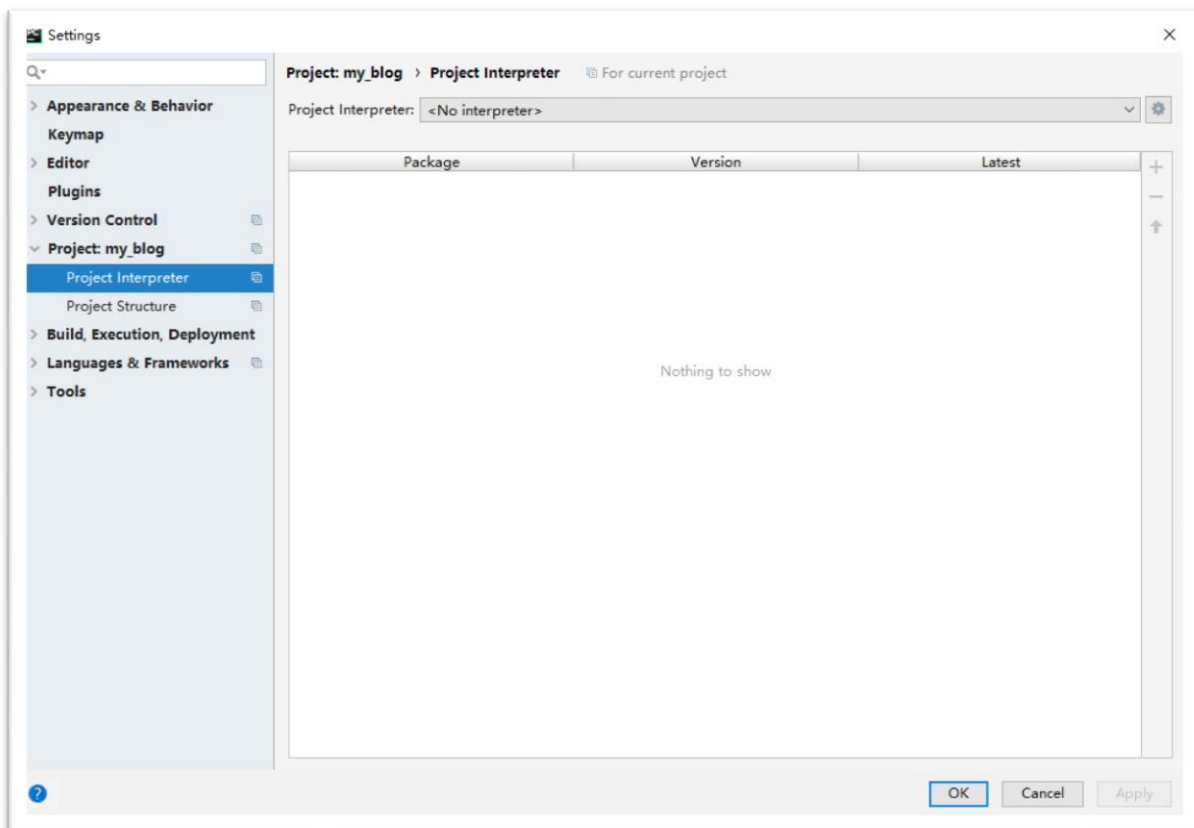 Settings
Project: my_blog › Project Interpreter For current project
Project Interpreter: <No interpreter>
Appearance & Behavior
Keymap
Editor
Plugins
Version Control
Project: my_blog
Project Interpreter
Project Structure
Build, Execution, Deployment
Languages & Frameworks
Tools
Package Version Latest
Nothing to show
? OK Cancel Apply